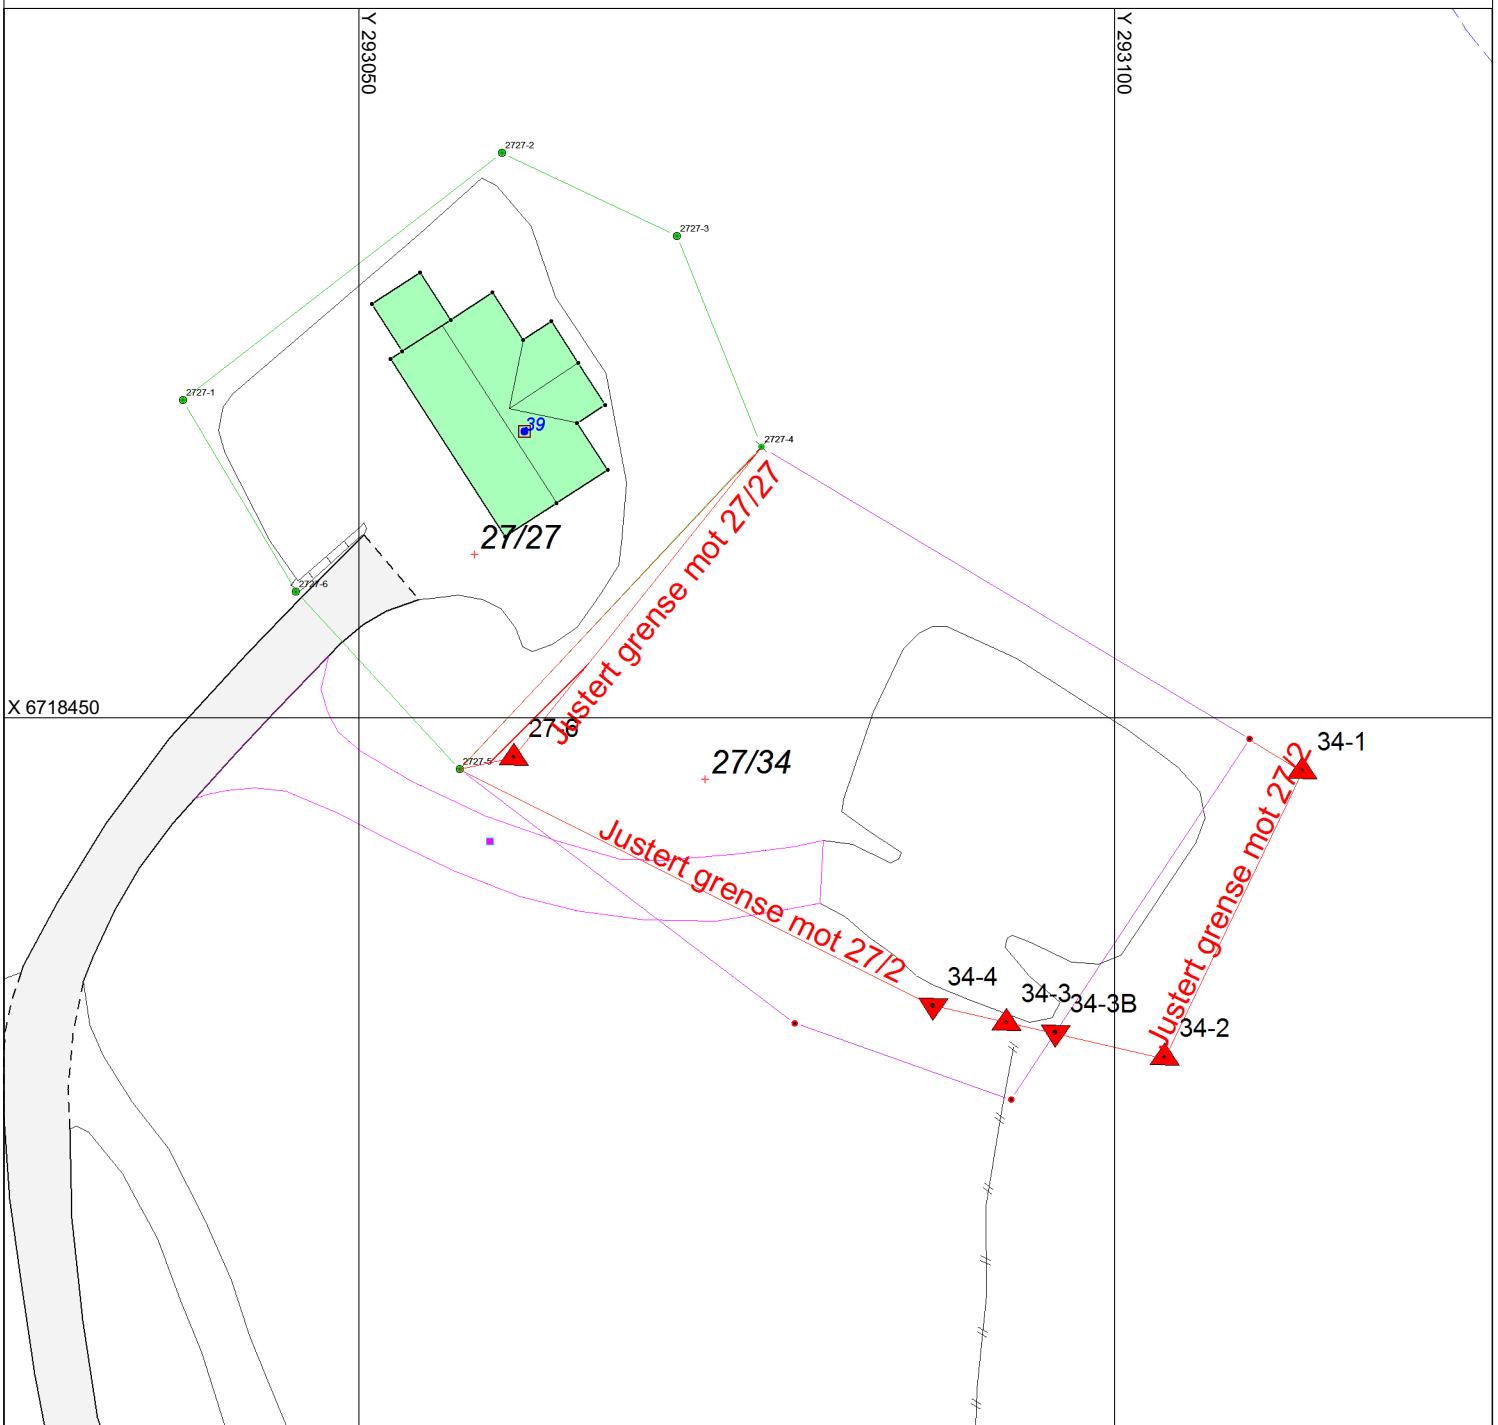 Y 293050
Y 293100
2727-2
2727-3
2727-1
39
2727-4
27/27
2727-6
Justert grense mot 27/27
X 6718450
27-6
2727-5
27/34
34-1
Justert grense mot 27/2
Justert grense mot 27/2
34-4
34-3
34-3B
34-2